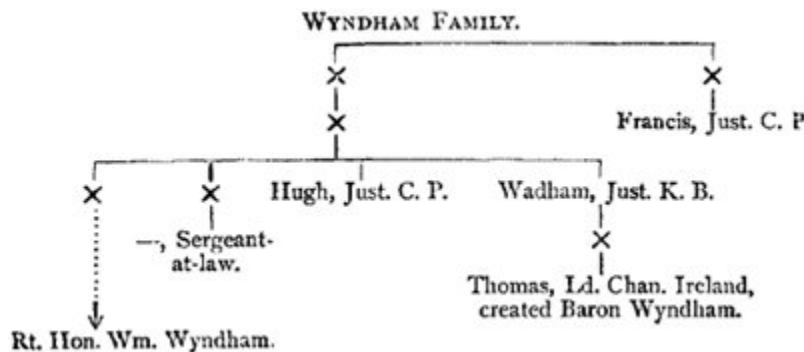 WYNDHAM FAMILY.
Francis, Just. C. P
Hugh, Just. C. P.
Wadham, Just. K. B.
—, Sergeant-
at-law.
Thomas, Ld. Chan. Ireland,
created Baron Wyndham.
Rt. Hon. Wm. Wyndham.